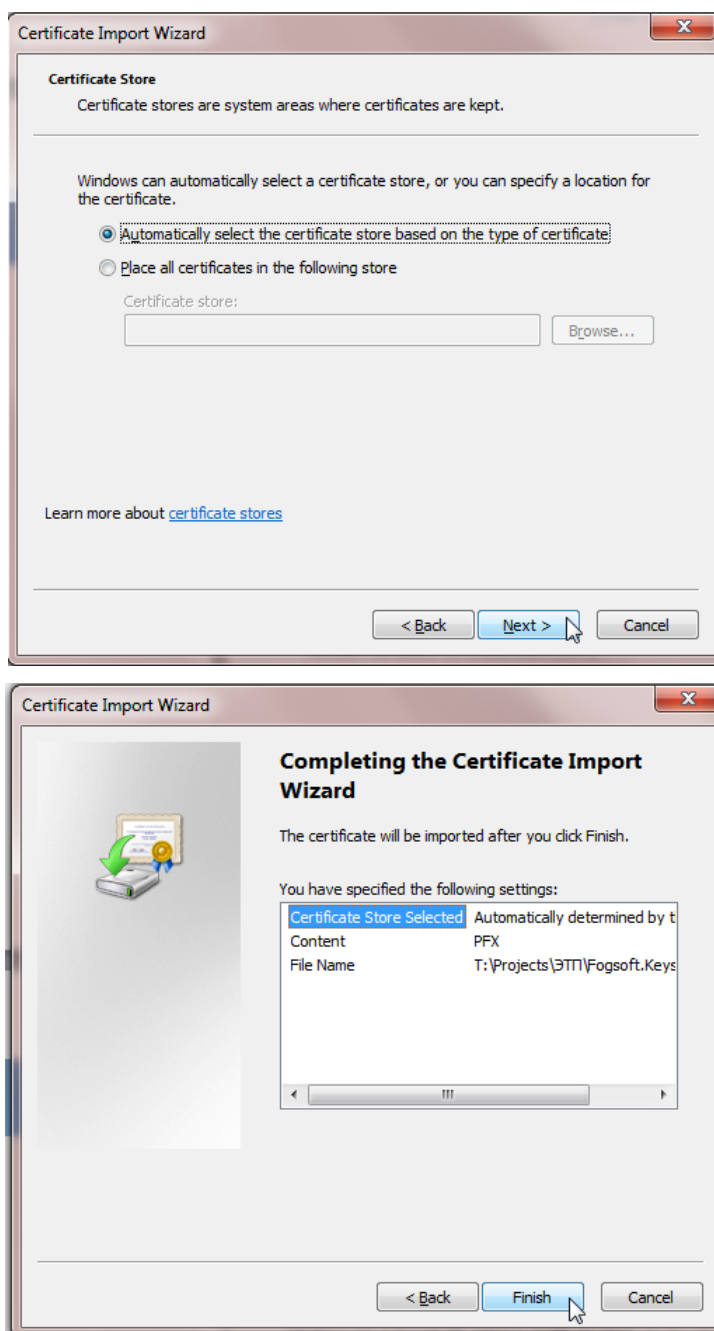 Certificate Import Wizard
Certificate Store
Certificate stores are system areas where certificates are kept.
Windows can automatically select a certificate store, or you can specify a location for
the certificate.
Automatically select the certificate store based on the type of certificate
Place all certificates in the following store
Certificate store:
Browse...
Learn more about certificate stores
< Back Next > Cancel
Certificate Import Wizard
Completing the Certificate Import
Wizard
The certificate will be imported after you click Finish.
You have specified the following settings:
Certificate Store Selected Automatically determined by t
Content PFX
File Name T:\Projects\ЭТП\Fogsoft.Keys
< Back Finish Cancel